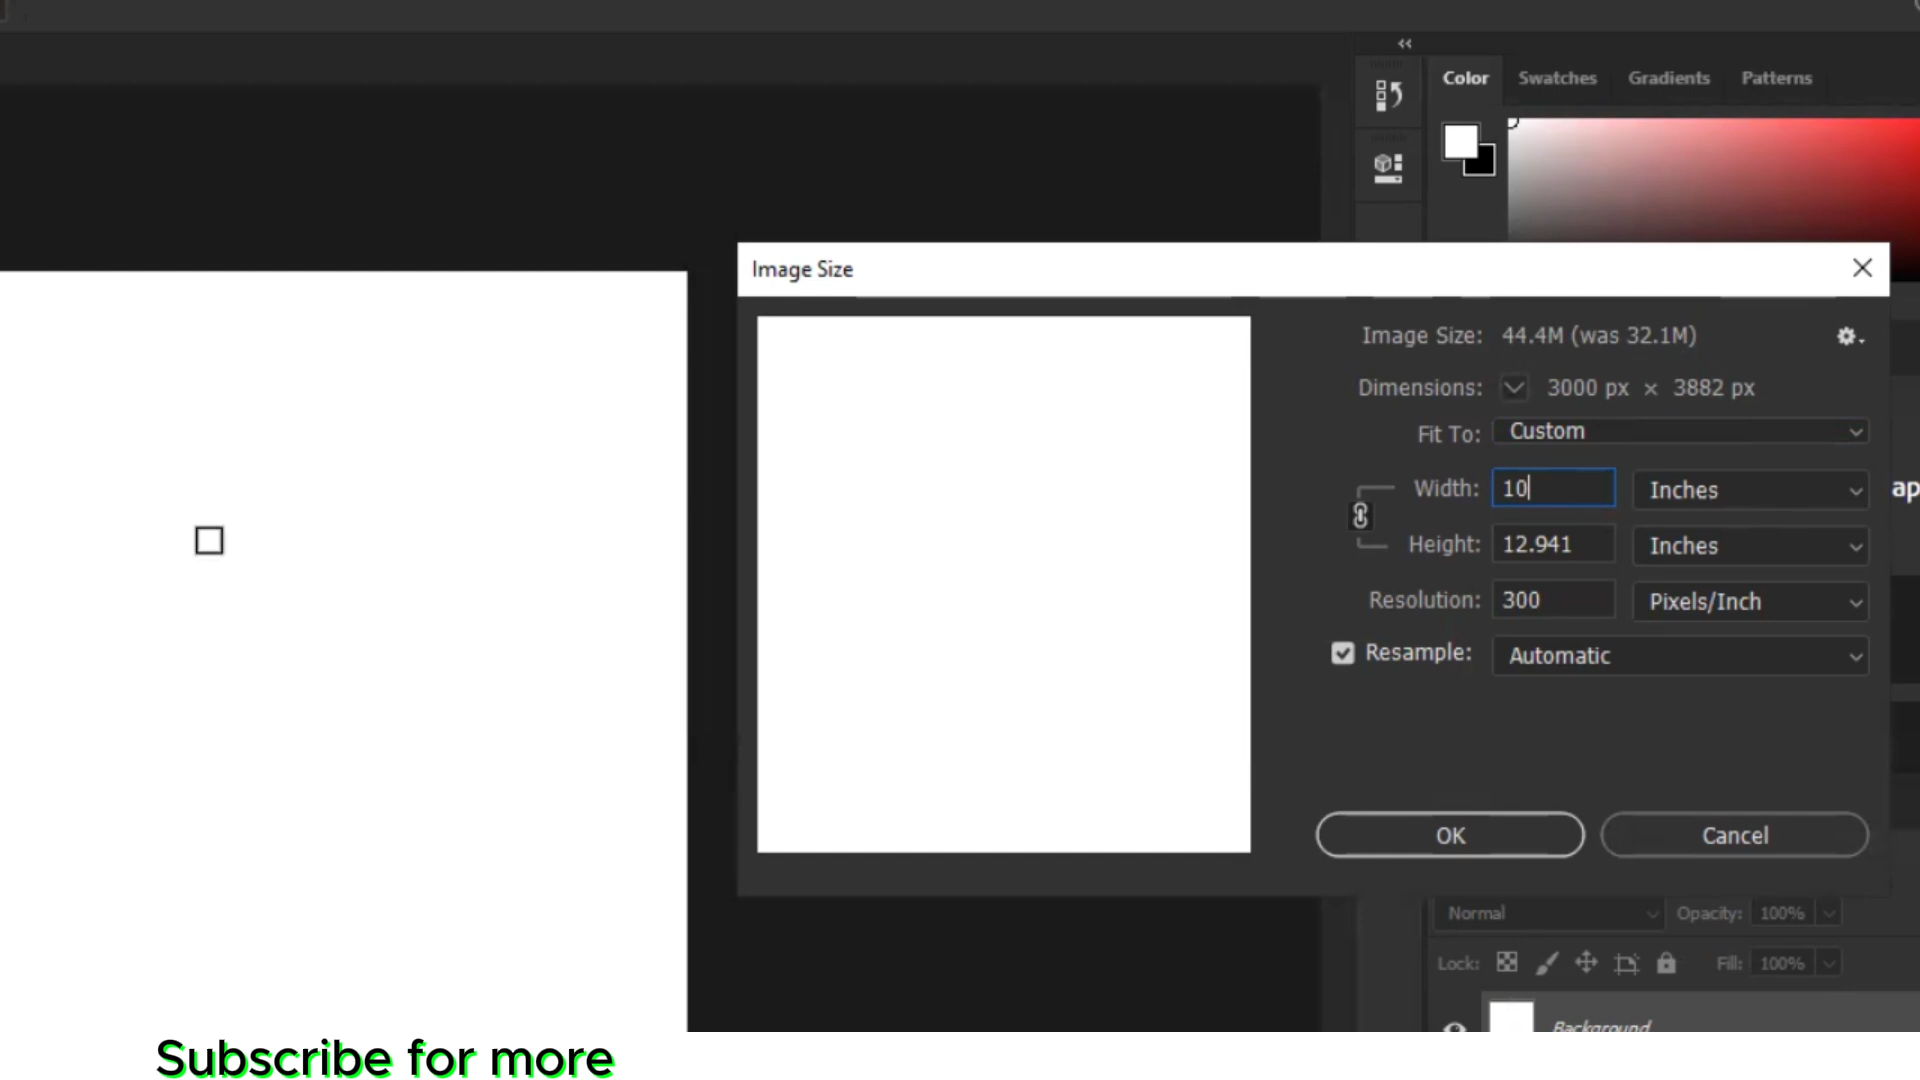 Color Swatches Gradients Patterns
Image Size
Image Size: 44.4M (was 32.1M)
Dimensions: 3000 px × 3882 px
Fit To: Custom
Width: 10 Inches
ap
Height: 12.941 Inches
Resolution: 300 Pixels/Inch
Resample: Automatic
OK Cancel
Normal Opacity: 100%
Lock: Fill: 100%
Background
Subscribe for more